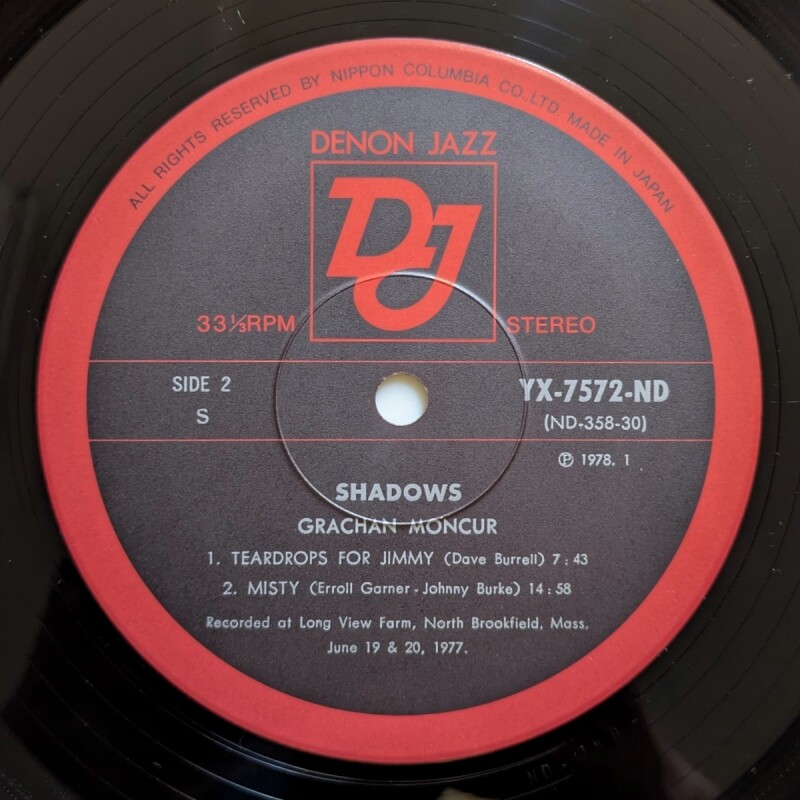 ALL RIGHTS RESERVED BY NIPPON COLUMBIA CO., LTD. MADE IN JAPAN
DENON JAZZ
DJ
33⅓RPM STEREO
SIDE 2
S
YX-7572-ND
(ND-358-30)
Ⓟ 1978. 1
SHADOWS
GRACHAN MONCUR
1. TEARDROPS FOR JIMMY (Dave Burrell) 7:43
2. MISTY (Erroll Garner - Johnny Burke) 14:58
Recorded at Long View Farm, North Brookfield, Mass.
June 19 & 20, 1977.